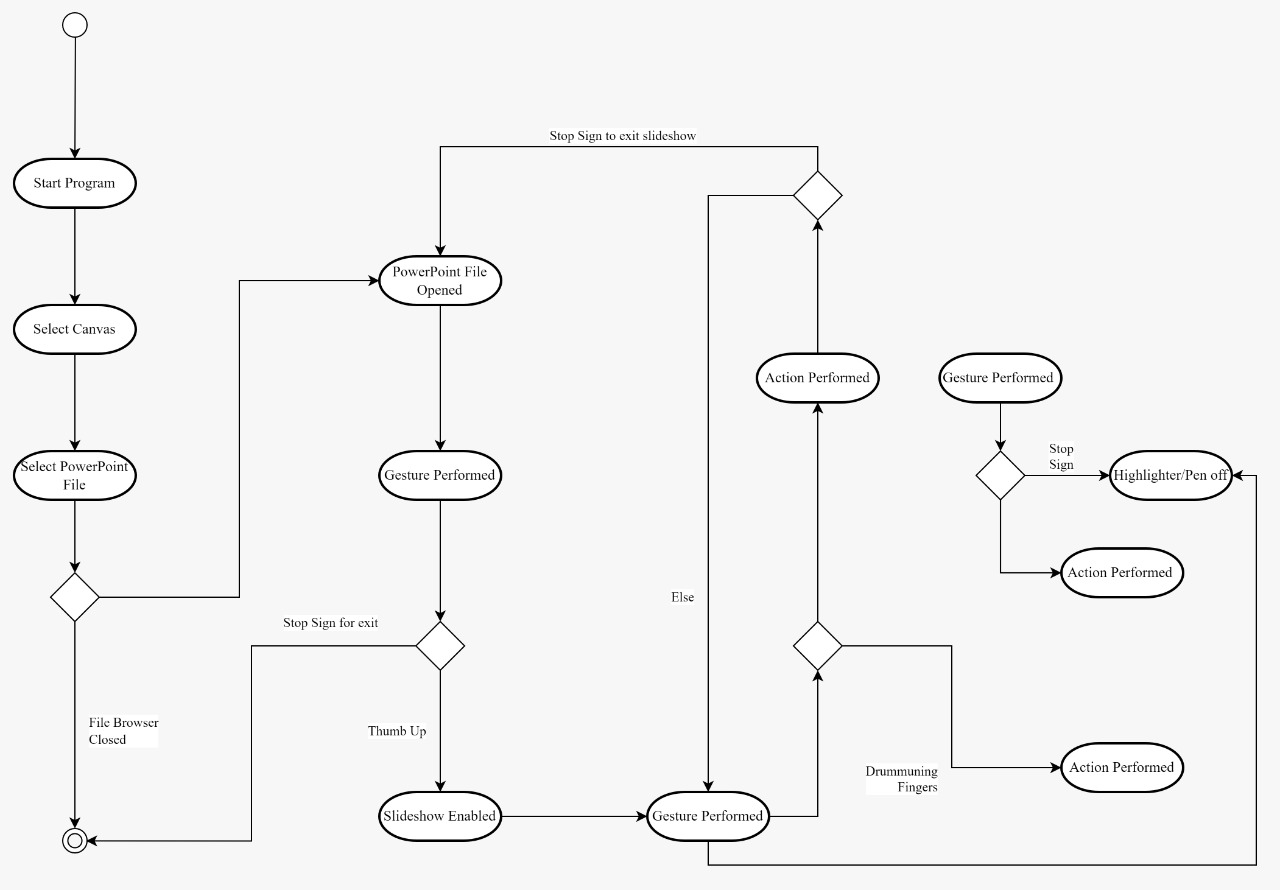 Stop Sign to exit slideshow
Start Program
PowerPoint File
Opened
Select Canvas
Action Performed
Gesture Performed
Stop
Sign
Select PowerPoint
File
Gesture Performed
Highlighter/Pen off
Action Performed
Else
Stop Sign for exit
File Browser
Closed
Thumb Up
Drummuning
Fingers
Action Performed
Slideshow Enabled
Gesture Performed